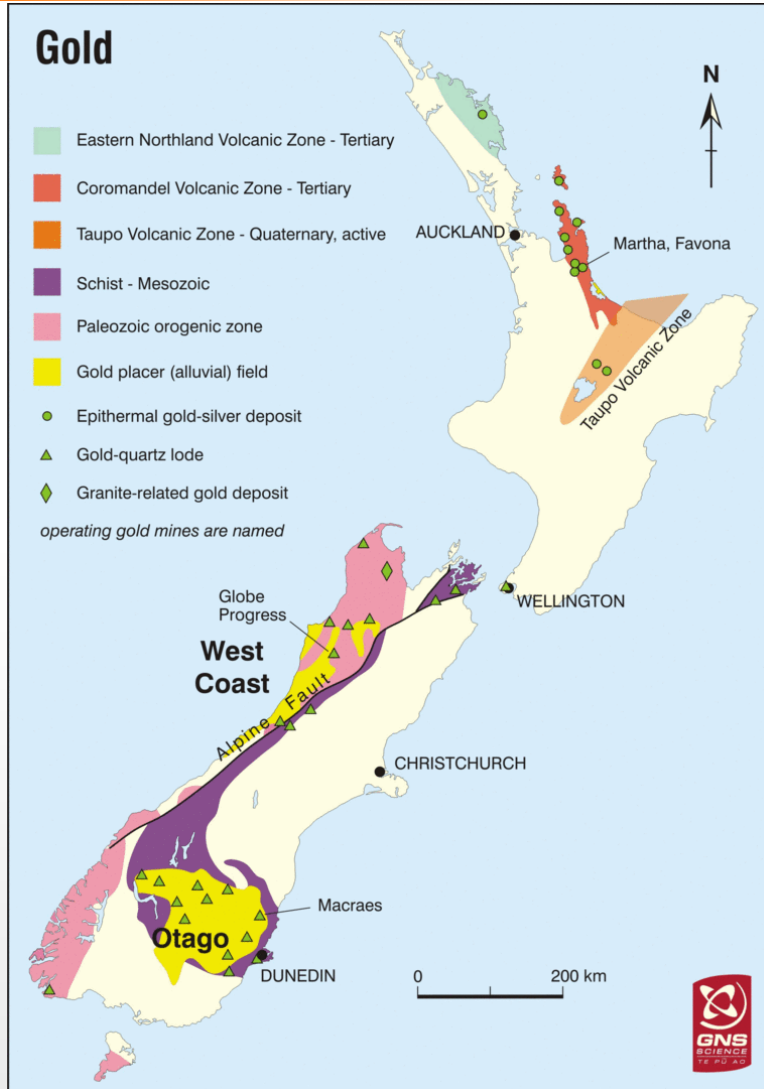 Gold
N
Eastern Northland Volcanic Zone - Tertiary
Coromandel Volcanic Zone - Tertiary
Taupo Volcanic Zone - Quaternary, active
Schist - Mesozoic
Paleozoic orogenic zone
Gold placer (alluvial) field
Epithermal gold-silver deposit
Gold-quartz lode
Granite-related gold deposit
operating gold mines are named
AUCKLAND
Martha, Favona
Taupo Volcanic Zone
WELLINGTON
Globe
Progress
West
Coast
Alpine Fault
CHRISTCHURCH
Macraes
Otago
DUNEDIN
0 200 km
GNS
SCIENCE
TE PŪ AO